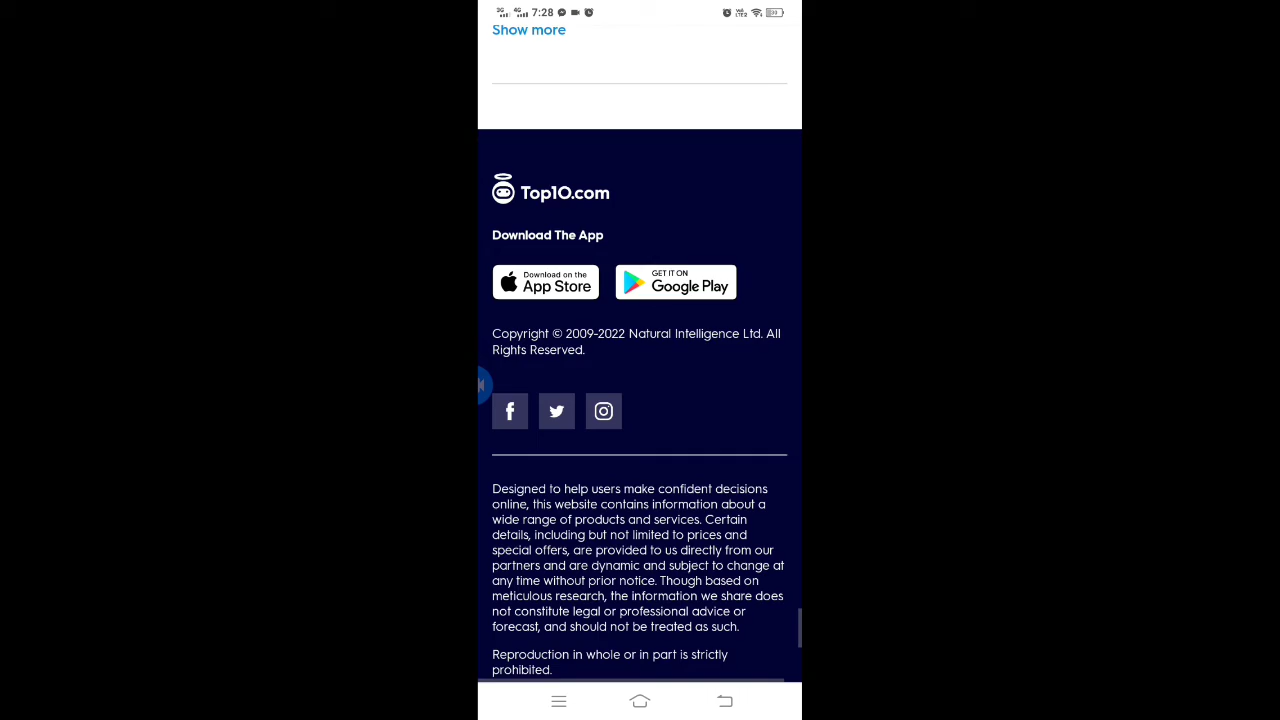 3G 4G 7:28 Vo LTE2 30
Show more
Top10.com
Download The App
Download on the
App Store
GET IT ON
Google Play
Copyright © 2009-2022 Natural Intelligence Ltd. All
Rights Reserved.
Designed to help users make confident decisions
online, this website contains information about a
wide range of products and services. Certain
details, including but not limited to prices and
special offers, are provided to us directly from our
partners and are dynamic and subject to change at
any time without prior notice. Though based on
meticulous research, the information we share does
not constitute legal or professional advice or
forecast, and should not be treated as such.
Reproduction in whole or in part is strictly
prohibited.